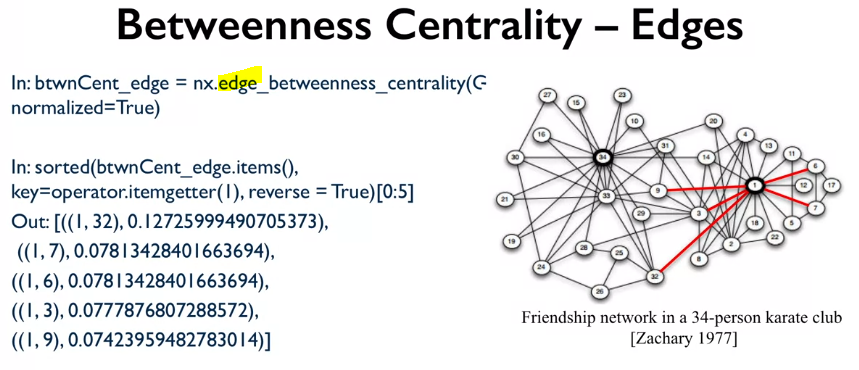 Betweenness Centrality – Edges
In: btwnCent_edge = nx.edge_betweenness_centrality(G
normalized=True)
In: sorted(btwnCent_edge.items(),
key=operator.itemgetter(1), reverse = True)[0:5]
Out: [((1, 32), 0.12725999490705373),
((1, 7), 0.07813428401663694),
((1, 6), 0.07813428401663694),
((1, 3), 0.0777876807288572),
((1, 9), 0.07423959482783014)]
27
15
23
16
10
20
4
13
31
11
6
30
34
14
1
12
17
9
33
21
29
3
7
18
22
19
2
28
25
8
24
32
26
Friendship network in a 34-person karate club
[Zachary 1977]